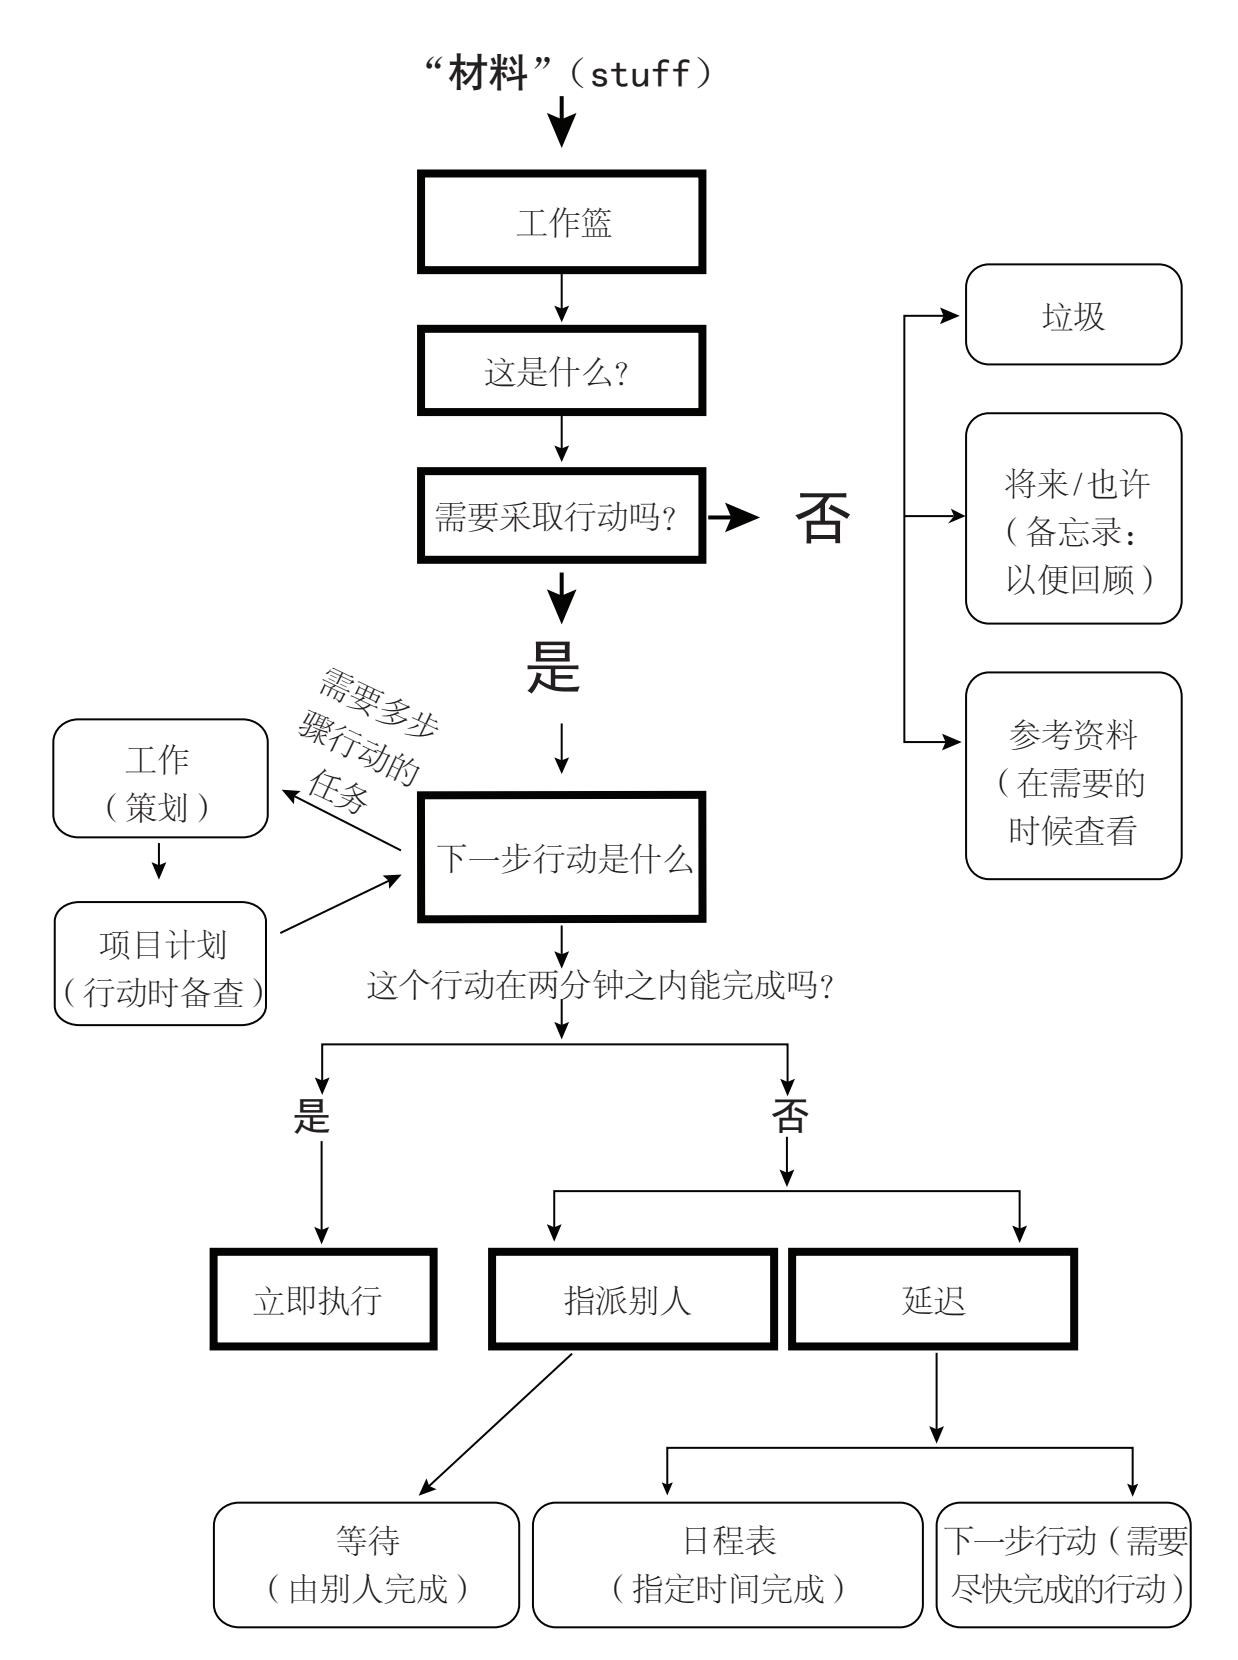 “材料”（stuff）
工作篮
这是什么？
需要采取行动吗？
否
垃圾
将来/也许
（备忘录：
以便回顾）
参考资料
（在需要的
时候查看
是
需要多步
骤行动的
任务
工作
（策划）
项目计划
（行动时备查）
下一步行动是什么
这个行动在两分钟之内能完成吗？
是
否
立即执行
指派别人
延迟
等待
（由别人完成）
日程表
（指定时间完成）
下一步行动（需要
尽快完成的行动）